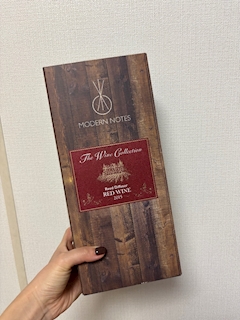 MODERN NOTES
The Wine Collection
Reed Diffuser
RED WINE
2015